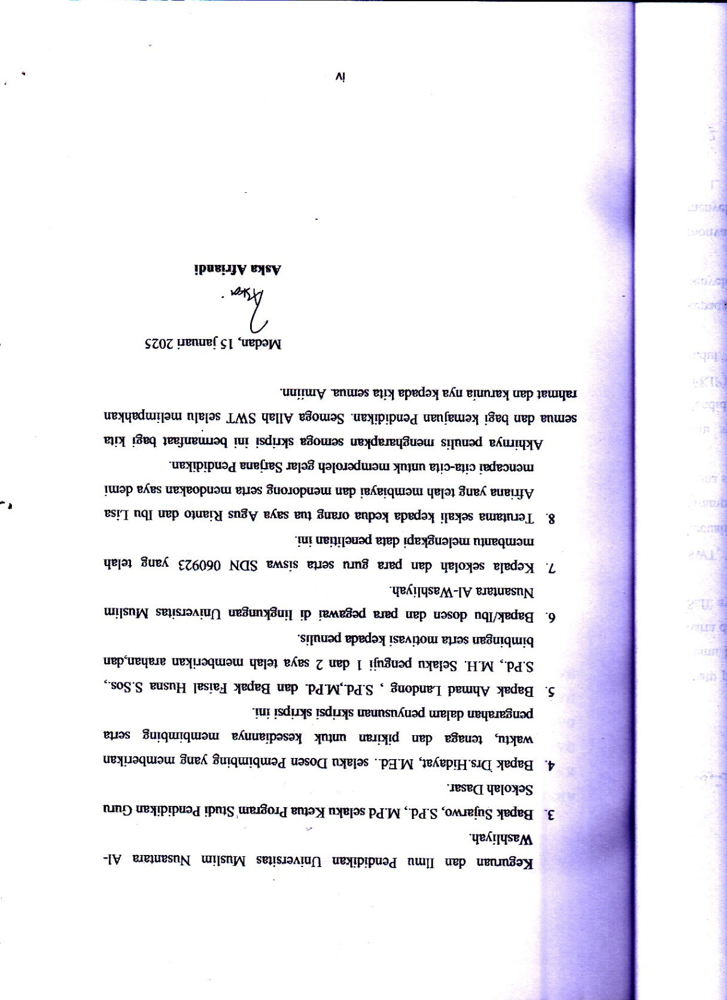 Keguruan dan Ilmu Pendidikan Universitas Muslim Nusantara Al-
Washliyah.
3. Bapak Sujarwo, S.Pd., M.Pd selaku Ketua Program Studi Pendidikan Guru
Sekolah Dasar.
4. Bapak Drs.Hidayat, M.Ed.. selaku Dosen Pembimbing yang memberikan
waktu, tenaga dan pikiran untuk kesediannya membimbing serta
pengarahan dalam penyusunan skripsi skripsi ini.
5. Bapak Ahmad Landong , S.Pd.,M.Pd. dan Bapak Faisal Husna S.Sos.,
S.Pd., M.H. Selaku penguji 1 dan 2 saya telah memberikan arahan,dan
bimbingan serta motivasi kepada penulis.
6. Bapak/Ibu dosen dan para pegawai di lingkungan Universitas Muslim
Nusantara Al-Washliyah.
7. Kepala sekolah dan para guru serta siswa SDN 060923 yang telah
membantu melengkapi data penelitian ini.
8. Terutama sekali kepada kedua orang tua saya Agus Rianto dan Ibu Lisa
Afriana yang telah membiayai dan mendorong serta mendoakan saya demi
mencapai cita-cita untuk memperoleh gelar Sarjana Pendidikan.
Akhirnya penulis mengharapkan semoga skripsi ini bermanfaat bagi kita
semua dan bagi kemajuan Pendidikan. Semoga Allah SWT selalu melimpahkan
rahmat dan karunia nya kepada kita semua. Amiinn.
Medan, 15 januari 2025
Aska
Aska Afriandi
iv